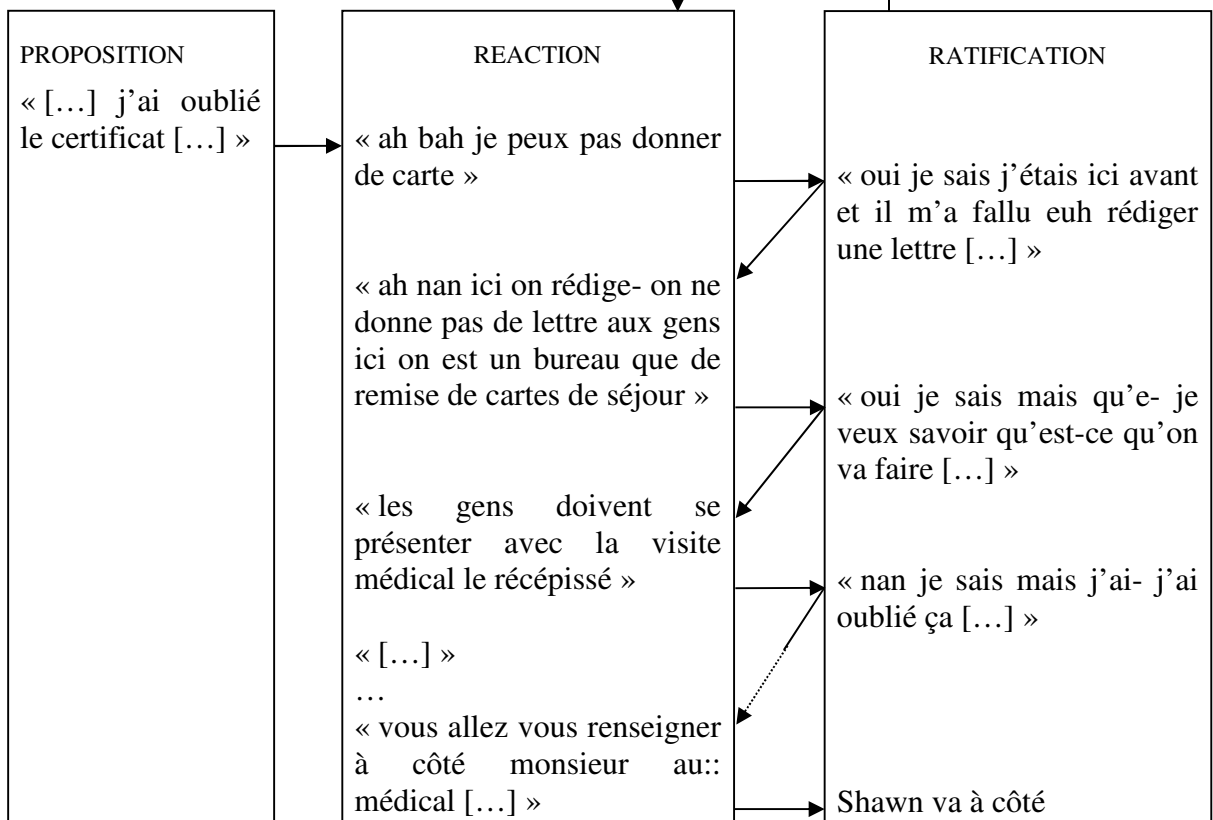 PROPOSITION
« […] j'ai oublié
le certificat […] »
REACTION
« ah bah je peux pas donner
de carte »
« ah nan ici on rédige- on ne
donne pas de lettre aux gens
ici on est un bureau que de
remise de cartes de séjour »
« les gens doivent se
présenter avec la visite
médical le récépissé »
« […] »
…
« vous allez vous renseigner
à côté monsieur au::
médical […] »
RATIFICATION
« oui je sais j'étais ici avant
et il m'a fallu euh rédiger
une lettre […] »
« oui je sais mais qu'e- je
veux savoir qu'est-ce qu'on
va faire […] »
« nan je sais mais j'ai- j'ai
oublié ça […] »
Shawn va à côté